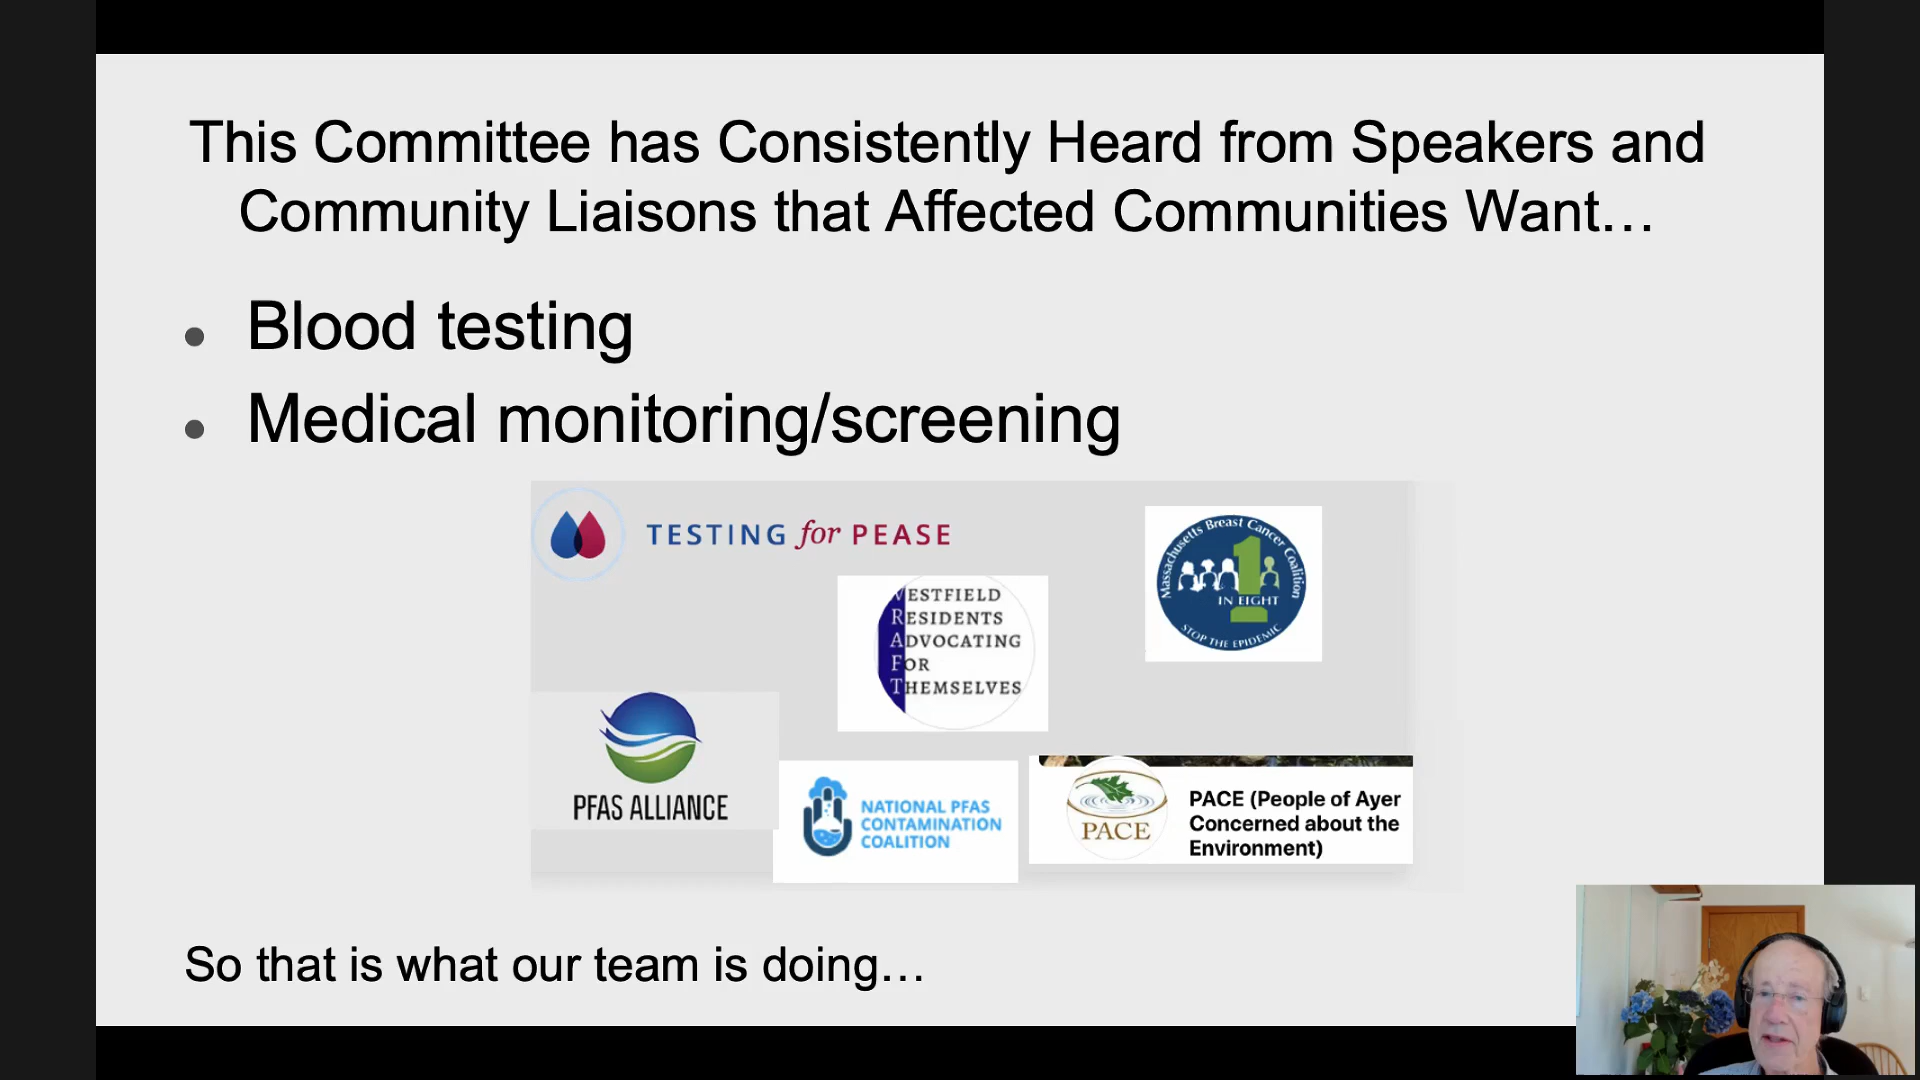 This Committee has Consistently Heard from Speakers and
Community Liaisons that Affected Communities Want…
Blood testing
Medical monitoring/screening
TESTING for PEASE
Massachusetts Breast Cancer Coalition
1
IN EIGHT
STOP THE EPIDEMIC
WESTFIELD
RESIDENTS
ADVOCATING
FOR
THEMSELVES
PFAS ALLIANCE
NATIONAL PFAS
CONTAMINATION
COALITION
PACE
PACE (People of Ayer
Concerned about the
Environment)
So that is what our team is doing…